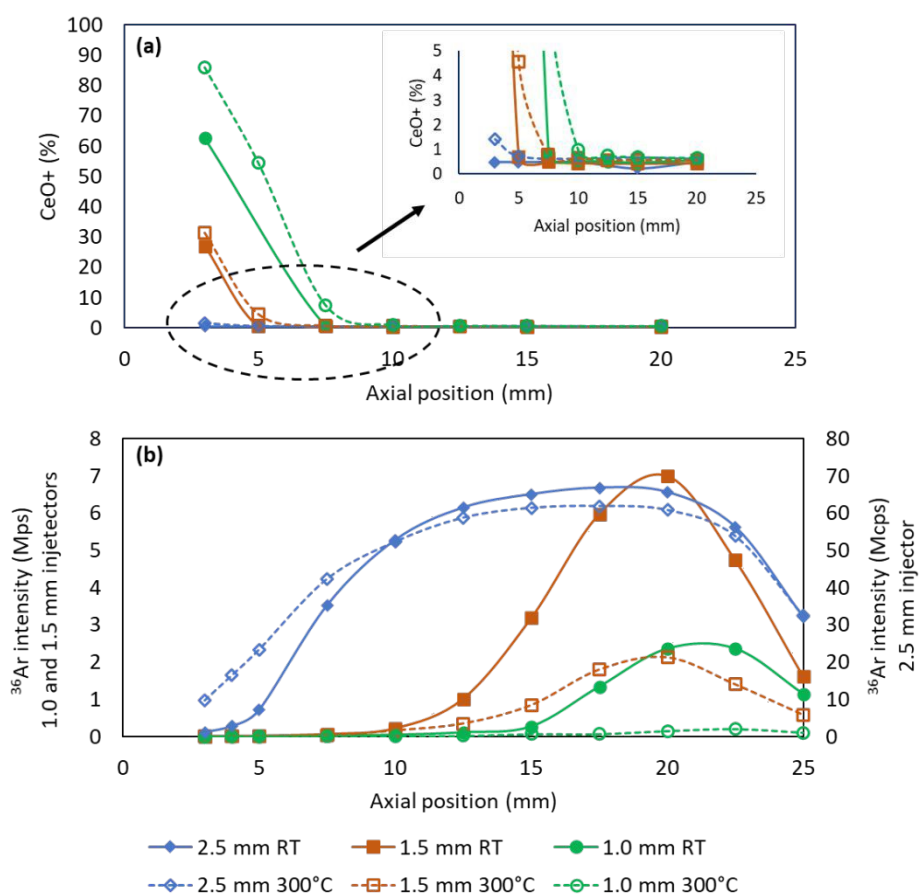 (a)
CeO+ (%)
100
90
80
70
60
50
40
30
20
10
0
0 5 10 15 20 25
Axial position (mm)
CeO+ (%)
5
4
3
2
1
0
0 5 10 15 20 25
Axial position (mm)
(b)
³⁶Ar intensity (Mps)
1.0 and 1.5 mm injetectors
8
7
6
5
4
3
2
1
0
0 5 10 15 20 25
Axial position (mm)
80
70
60
50
40
30
20
10
0
³⁶Ar intensity (Mcps)
2.5 mm injector
2.5 mm RT 1.5 mm RT 1.0 mm RT
2.5 mm 300°C 1.5 mm 300°C 1.0 mm 300°C